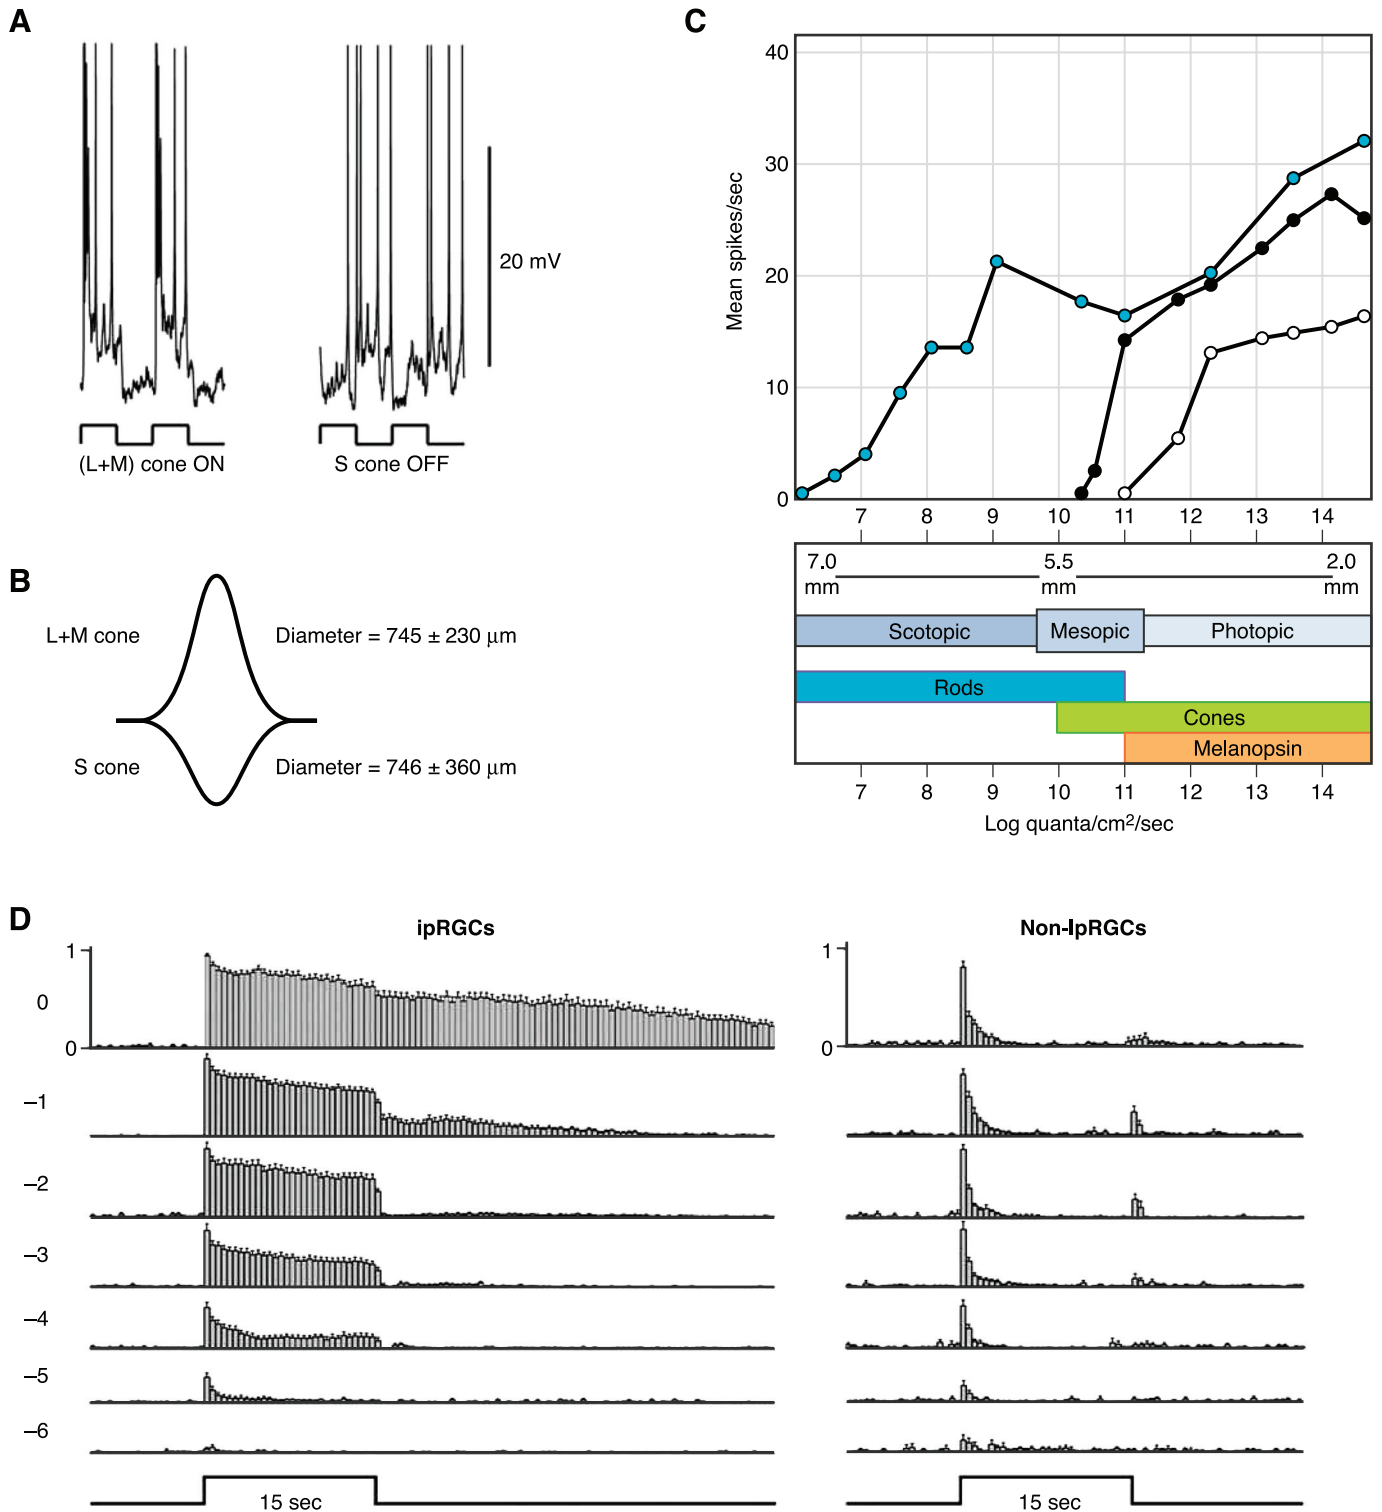 A
20 mV
(L+M) cone ON
S cone OFF
B
L+M cone
Diameter = 745 ± 230 μm
S cone
Diameter = 746 ± 360 μm
C
Mean spikes/sec
40
30
20
10
0
7 8 9 10 11 12 13 14
7.0 mm
5.5 mm
2.0 mm
Scotopic
Mesopic
Photopic
Rods
Cones
Melanopsin
7 8 9 10 11 12 13 14
Log quanta/cm²/sec
D
ipRGCs
Non-IpRGCs
1
0
0
1
0
–1
–2
–3
–4
–5
–6
15 sec
15 sec